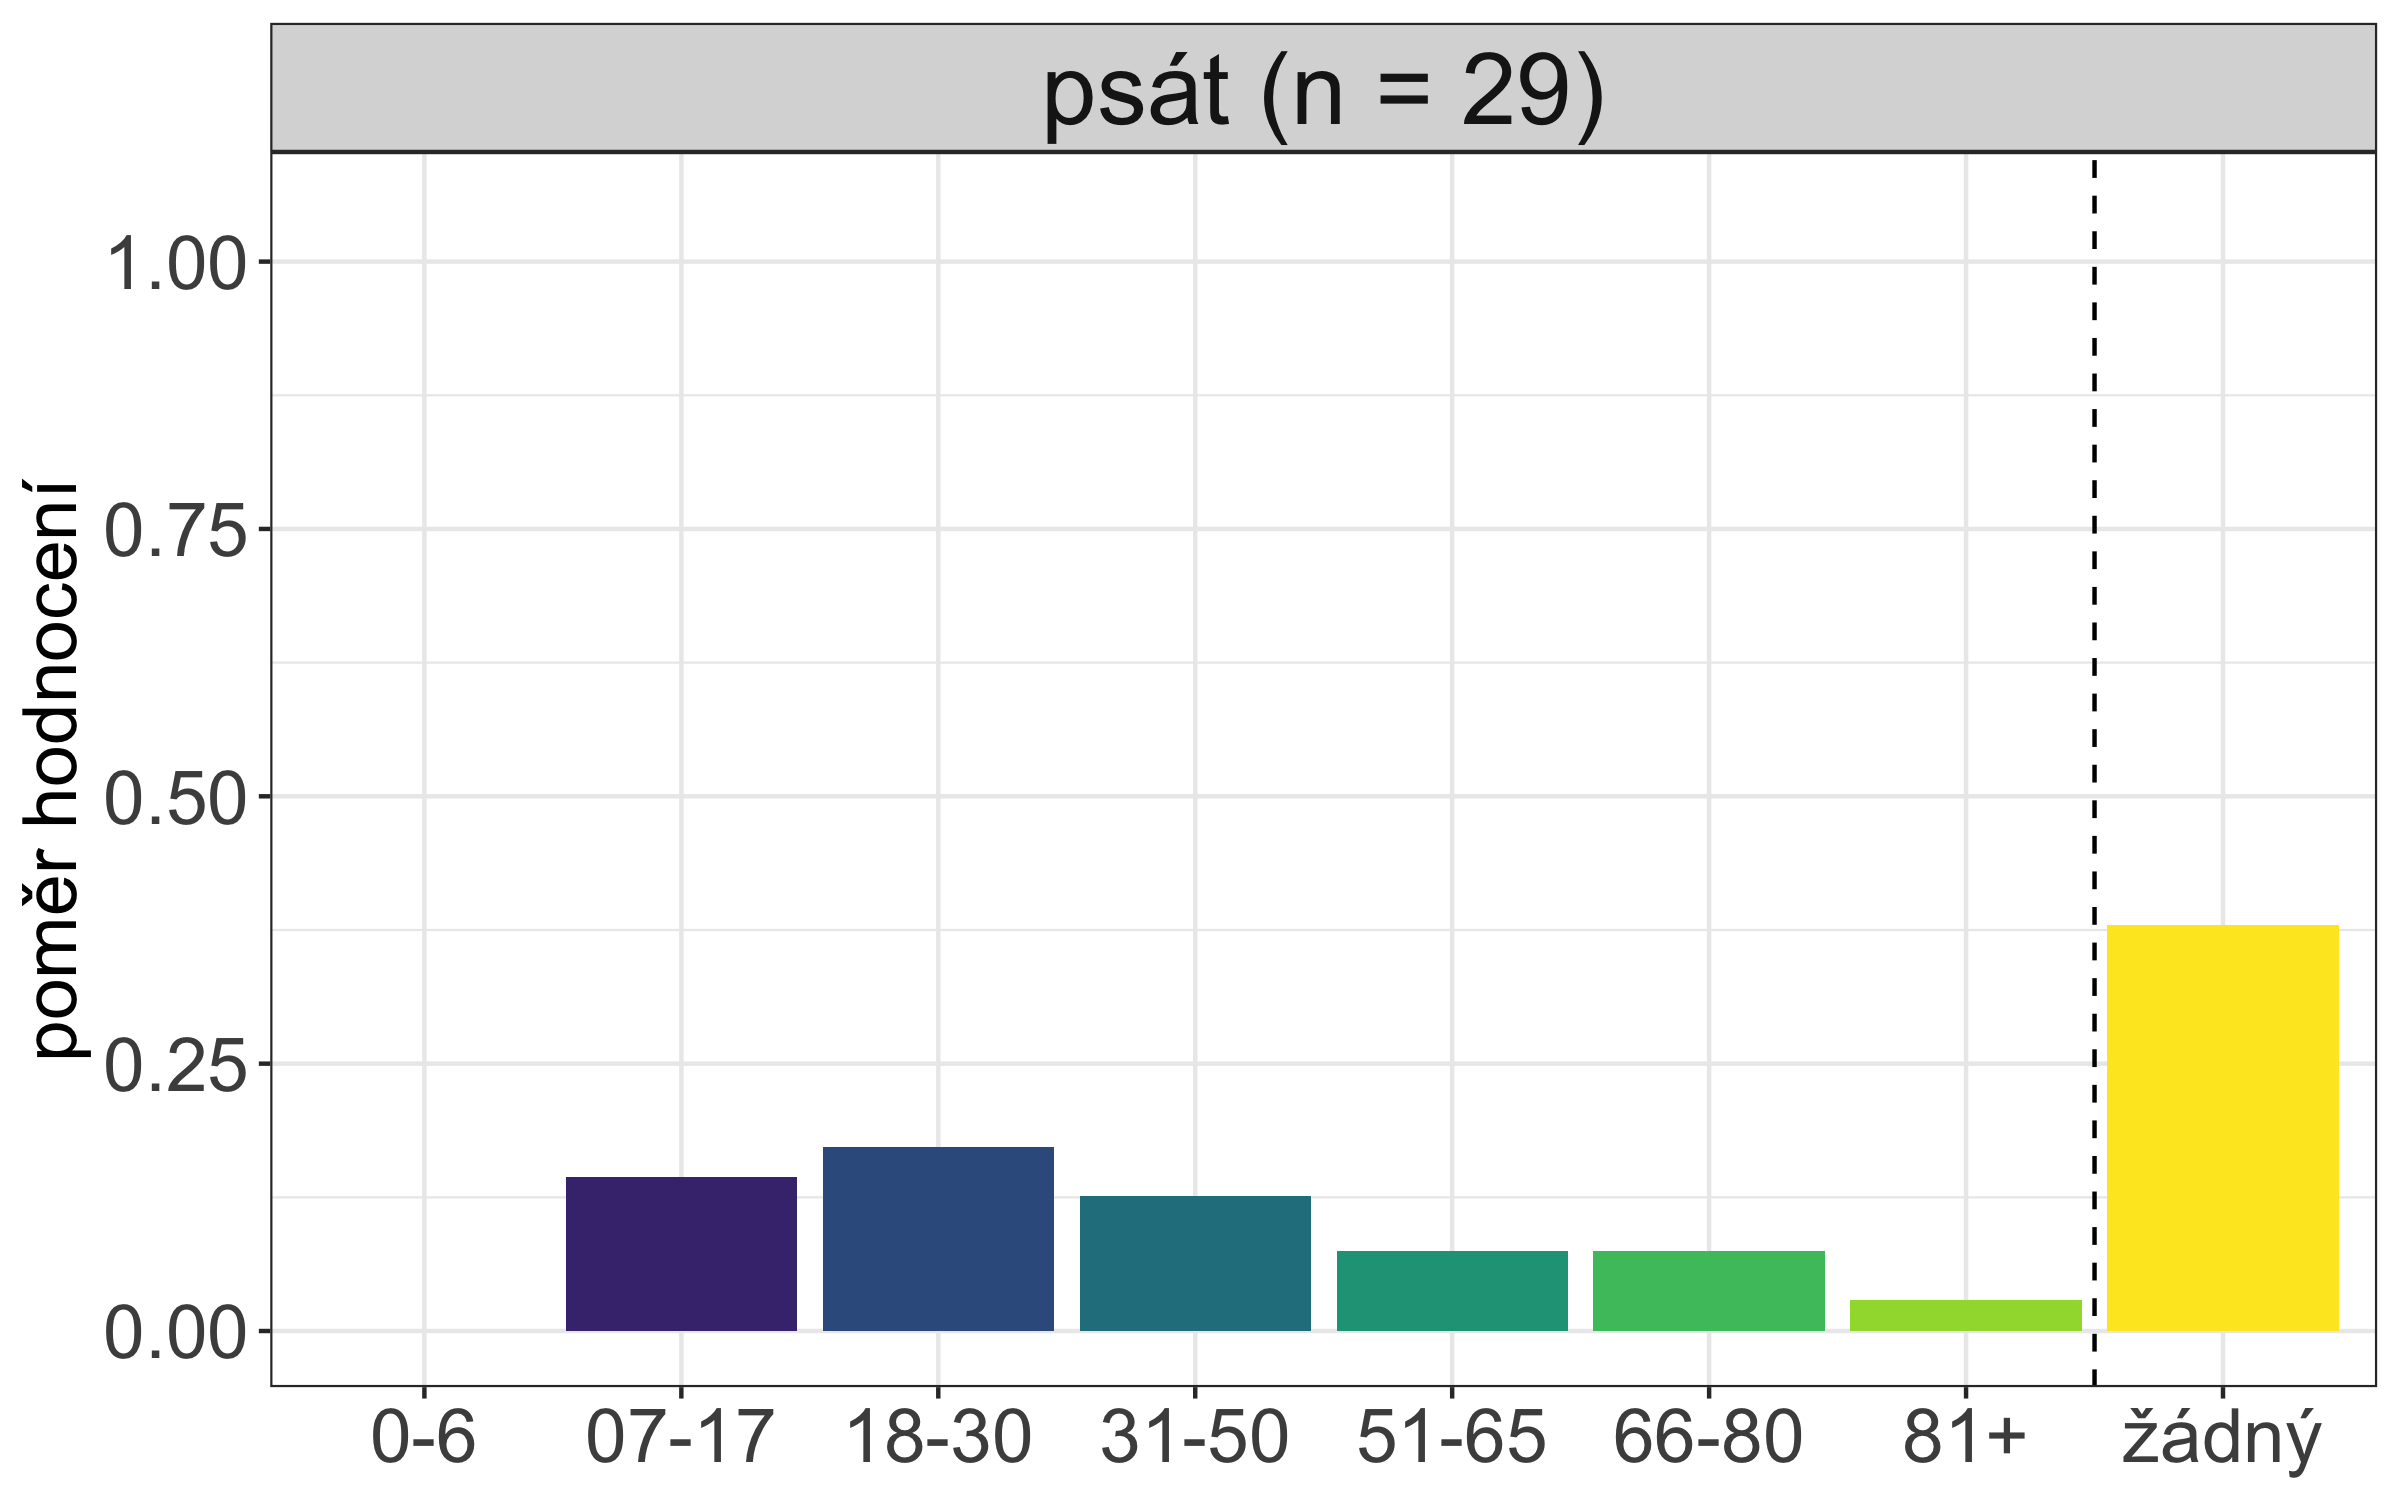 psát (n = 29)
poměr hodnocení
1.00
0.75
0.50
0.25
0.00
0-6 07-17 18-30 31-50 51-65 66-80 81+ žádný